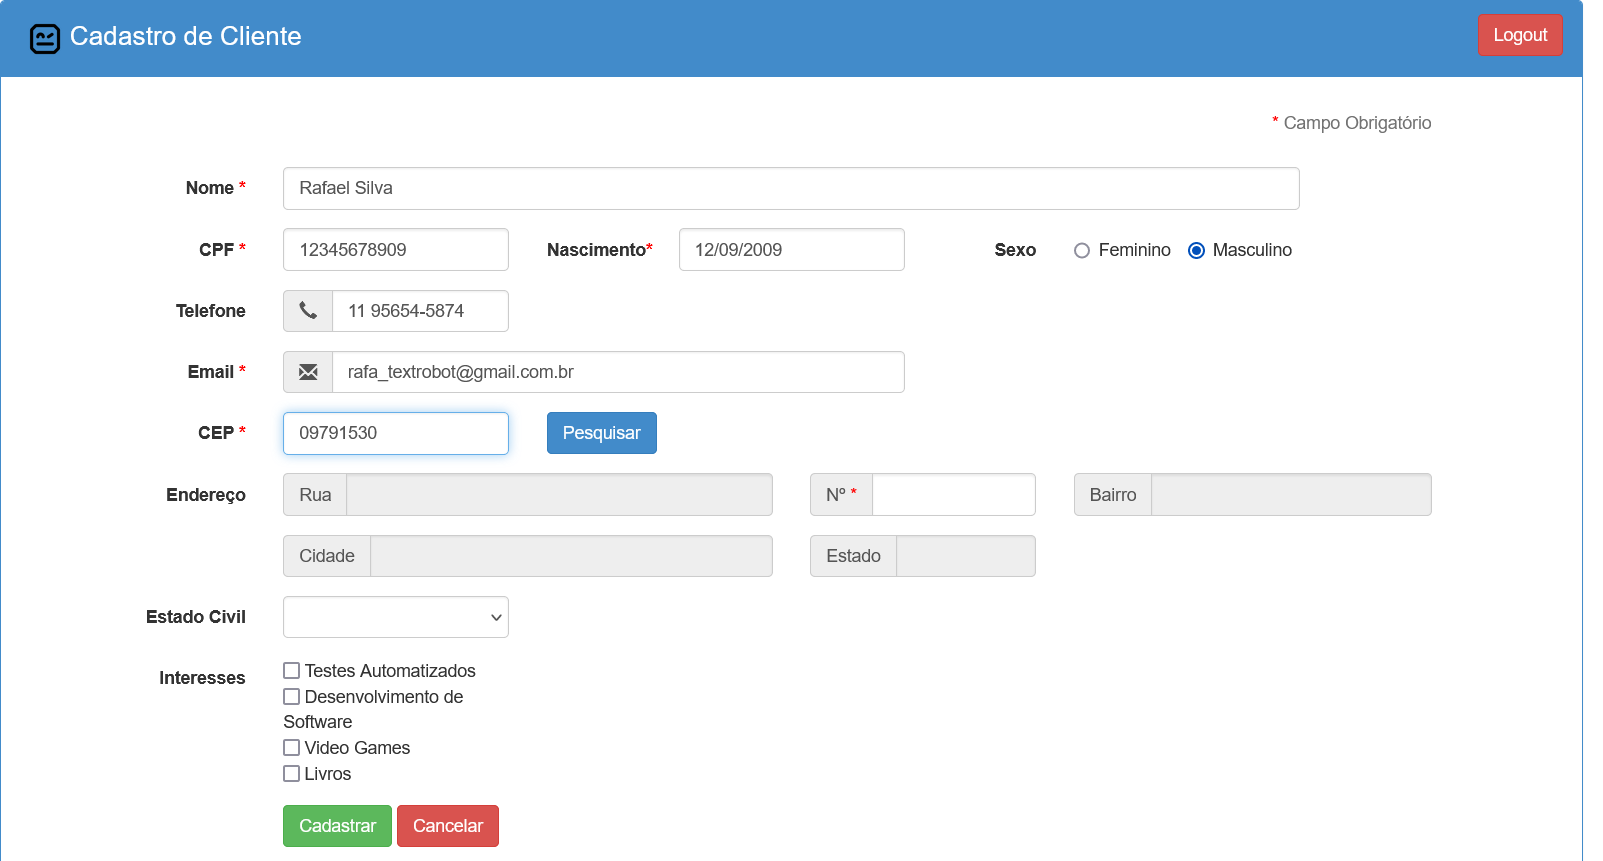 Cadastro de Cliente
Logout
* Campo Obrigatório
Nome * Rafael Silva
CPF * 12345678909 Nascimento* 12/09/2009 Sexo Feminino Masculino
Telefone 11 95654-5874
Email * rafa_textrobot@gmail.com.br
CEP * 09791530 Pesquisar
Endereço Rua Nº * Bairro
Cidade Estado
Estado Civil
Interesses Testes Automatizados
Desenvolvimento de
Software
Video Games
Livros
Cadastrar Cancelar